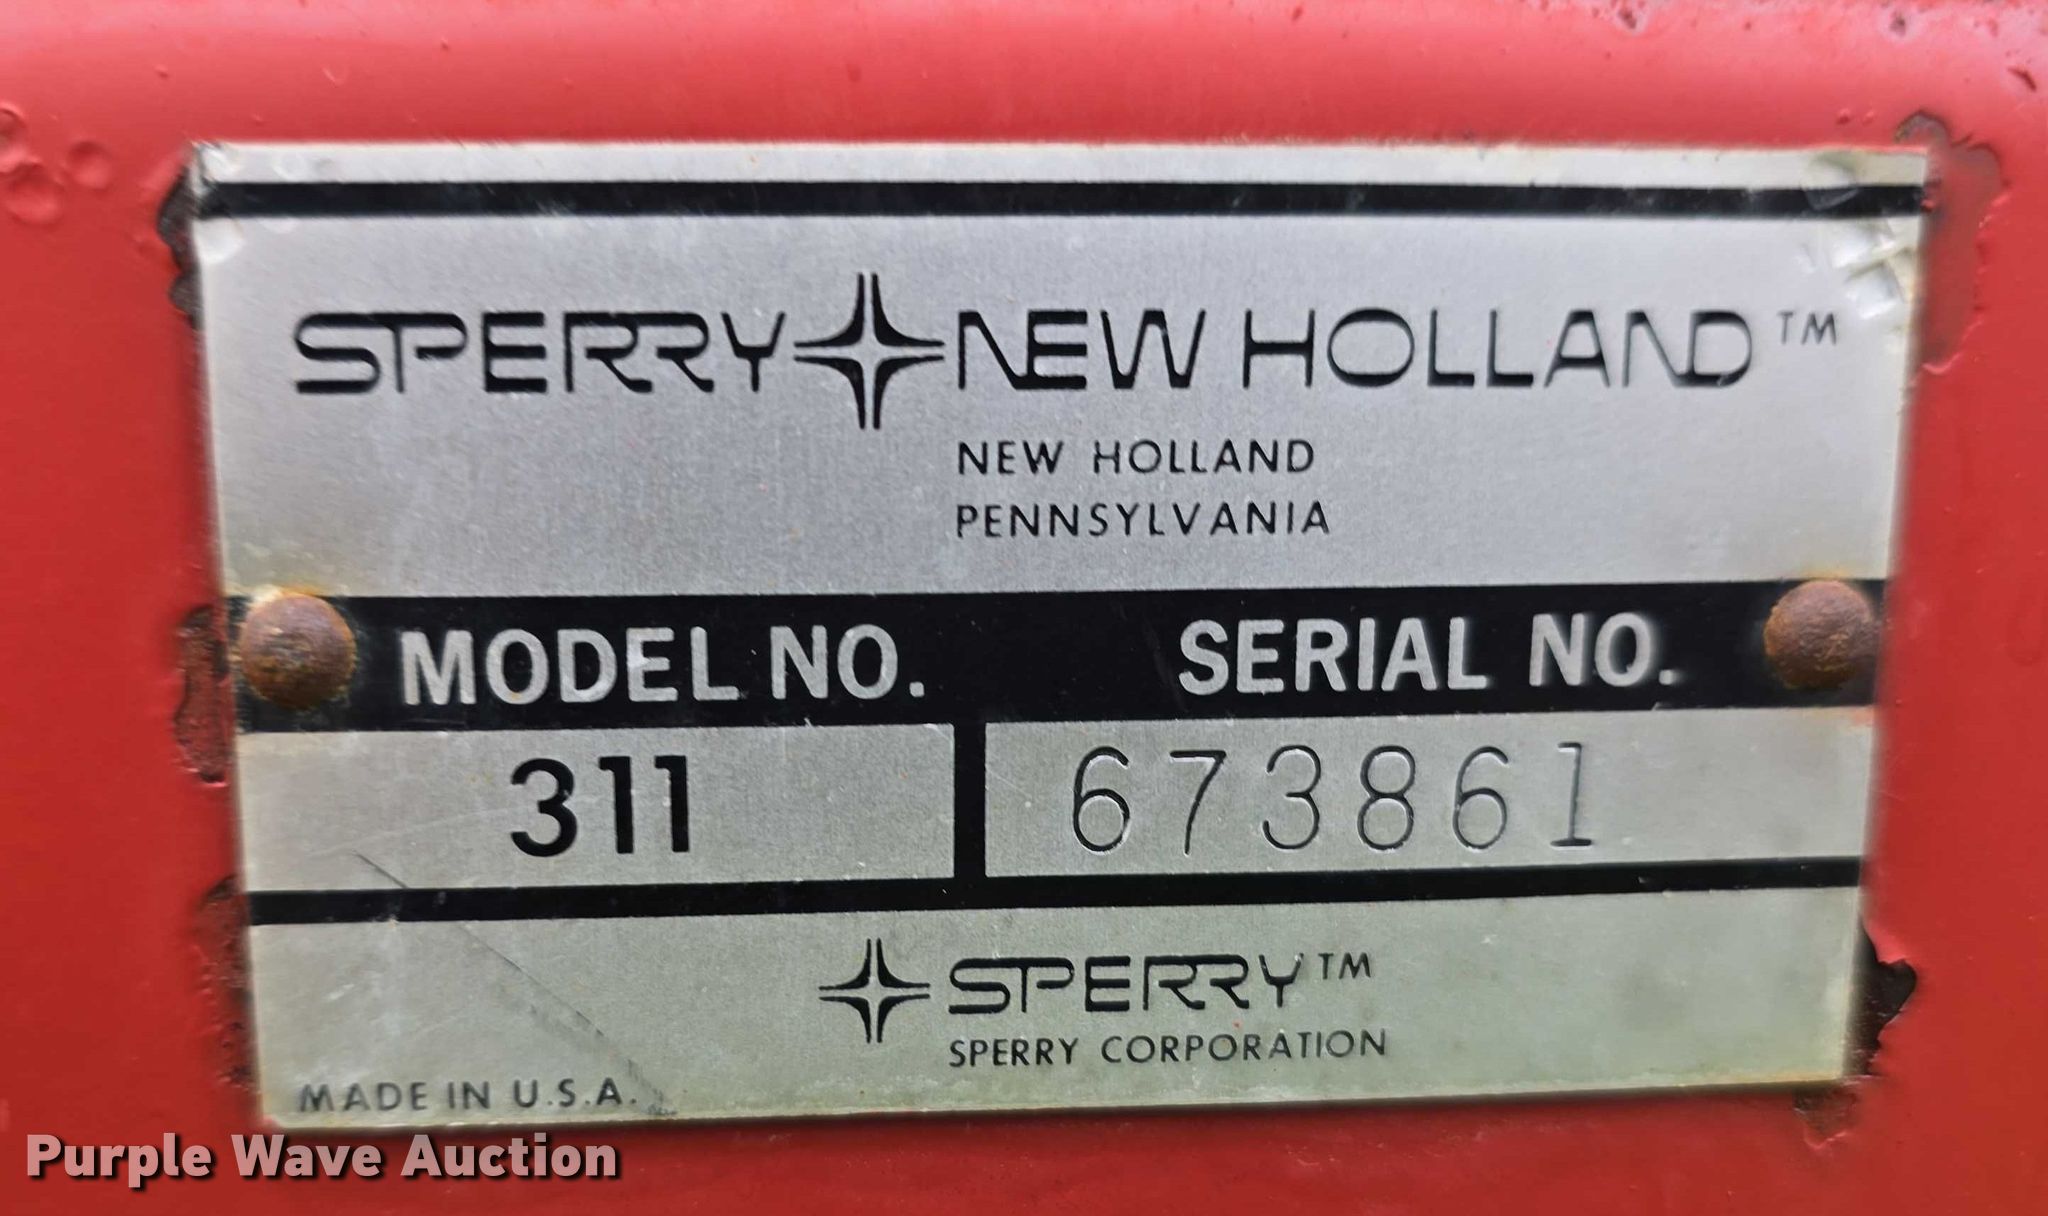 SPERRY NEW HOLLAND™
NEW HOLLAND
PENNSYLVANIA
MODEL NO. SERIAL NO.
311 673861
SPERRY™
SPERRY CORPORATION
MADE IN U.S.A.
Purple Wave Auction